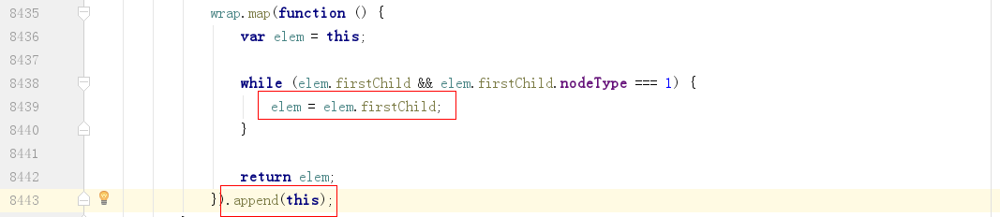 8435 wrap.map(function () {
8436 var elem = this;
8437
8438 while (elem.firstChild && elem.firstChild.nodeType === 1) {
8439 elem = elem.firstChild;
8440 }
8441
8442 return elem;
8443 }).append(this);